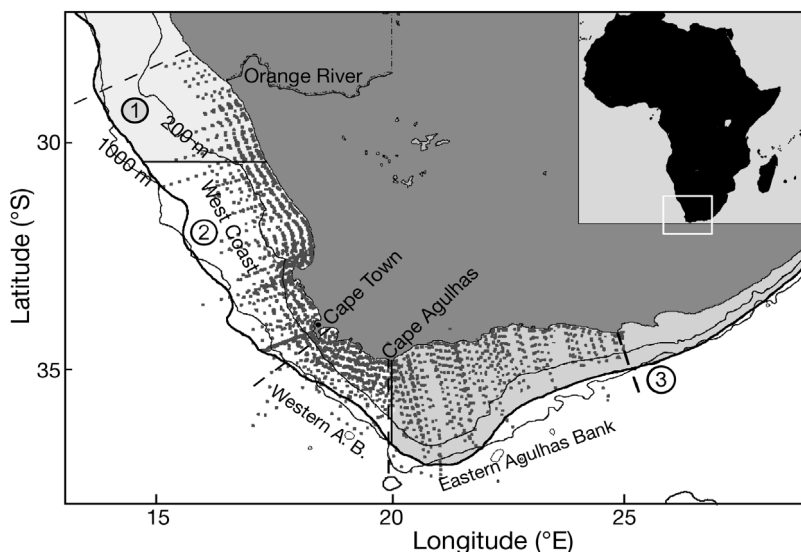 Orange River
1
200 m
1000 m
West Coast
2
Cape Town
Cape Agulhas
3
Western A. B.
Eastern Agulhas Bank
30
35
Latitude (°S)
15
20
25
Longitude (°E)